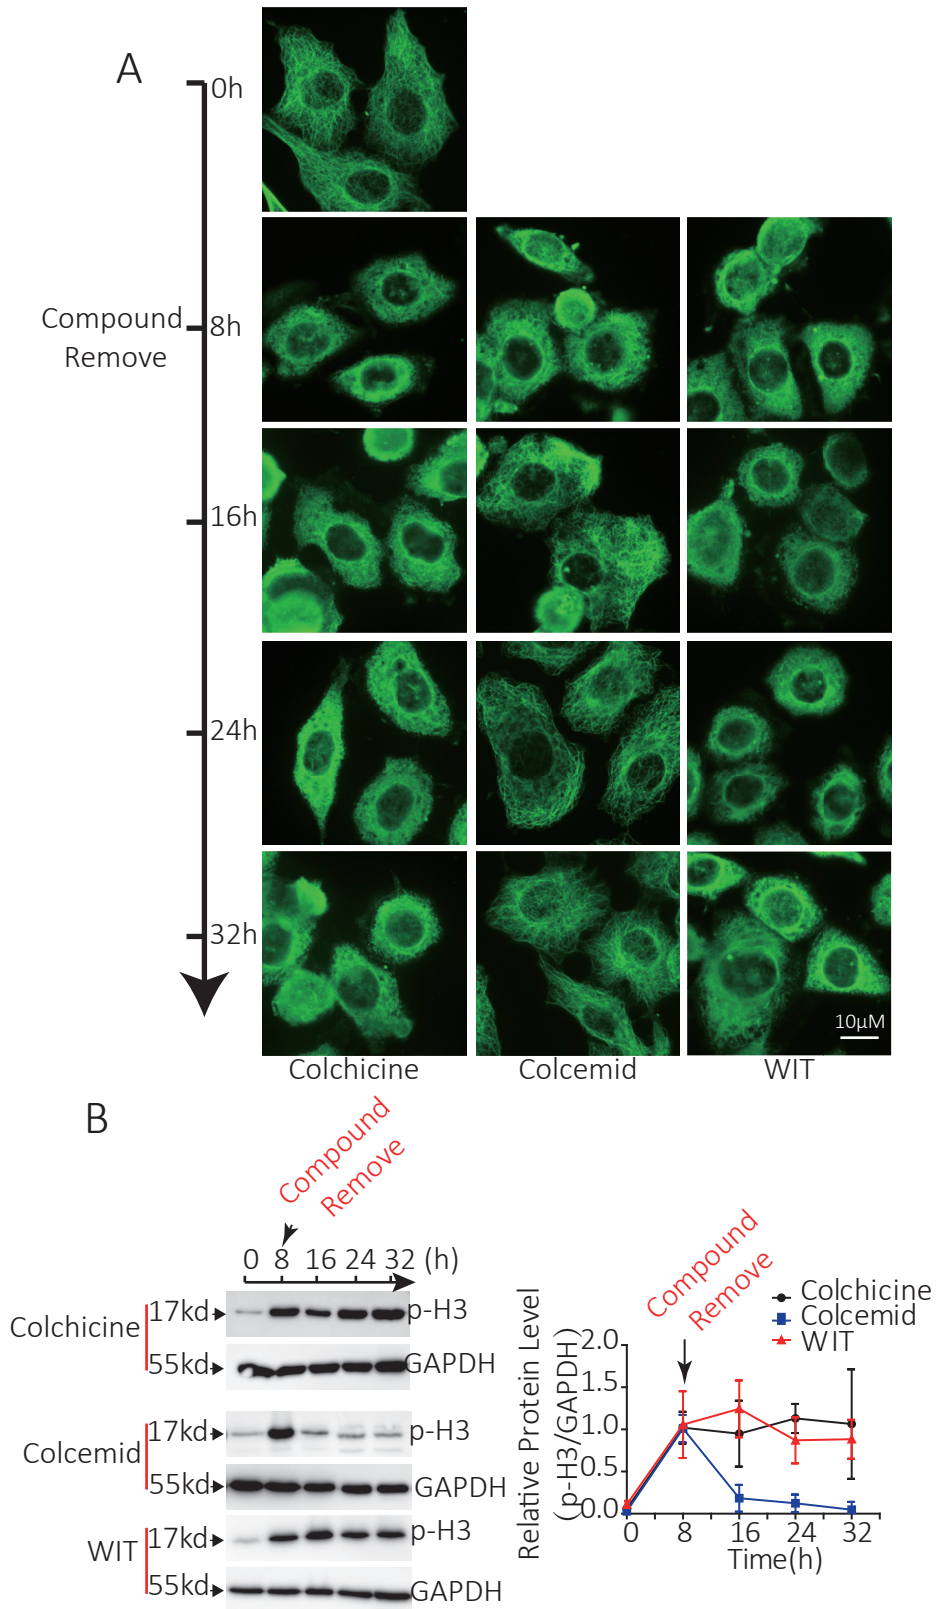 A
0h
Compound
Remove
8h
16h
24h
32h
10µM
Colchicine
Colcemid
WIT
B
Compound
Remove
0 8 16 24 32 (h)
Colchicine
17kd
p-H3
55kd
GAPDH
Colcemid
17kd
p-H3
55kd
GAPDH
WIT
17kd
p-H3
55kd
GAPDH
Compound
Remove
Colchicine
Colcemid
WIT
Relative Protein Level
(p-H3/GAPDH)
2.0
1.5
1.0
0.5
0.0
0 8 16 24 32
Time(h)